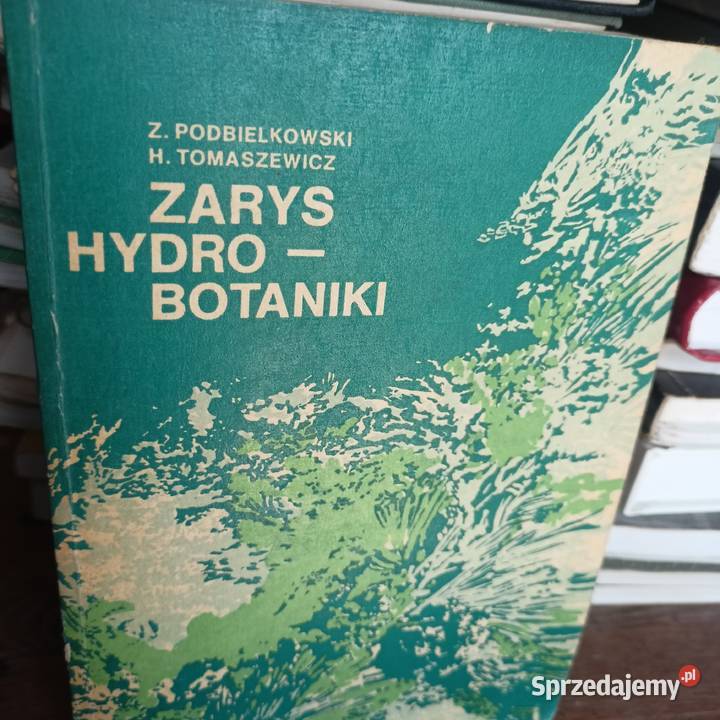 Z. PODBIELKOWSKI
H. TOMASZEWICZ
ZARYS
HYDRO –
BOTANIKI
Sprzedajemy.pl